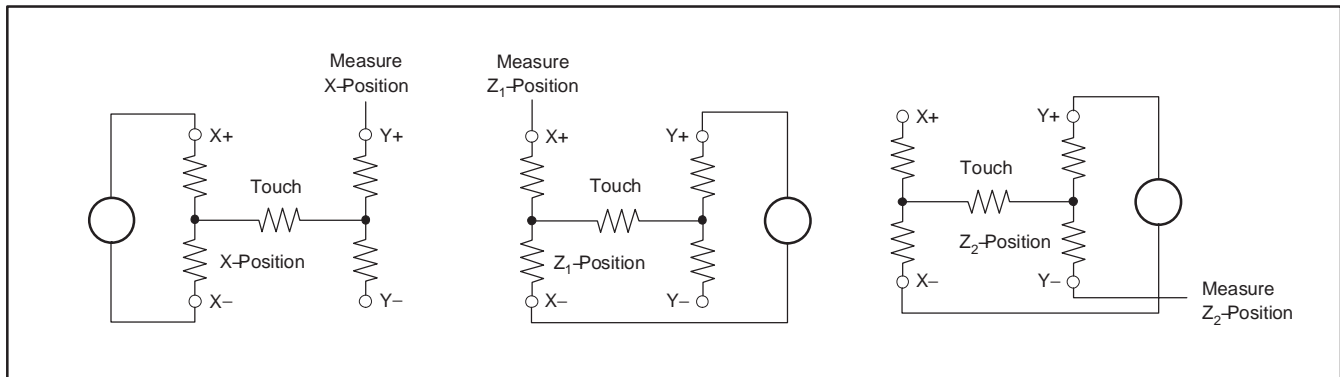 Measure
X–Position
X+
Y+
Touch
X–Position
X–
Y–
Measure
Z1–Position
X+
Y+
Touch
Z1–Position
X–
Y–
X+
Y+
Touch
Z2–Position
X–
Y–
Measure
Z2–Position